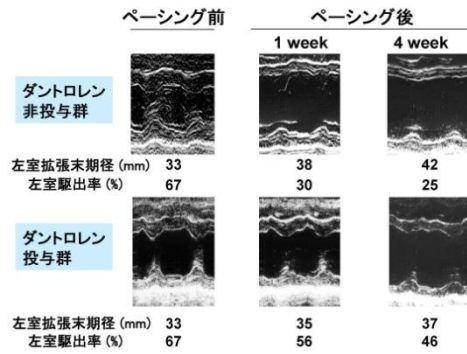 ペーシング前 ペーシング後
1 week 4 week
ダントロレン
非投与群
左室拡張末期径 (mm) 33 38 42
左室駆出率 (%) 67 30 25
ダントロレン
投与群
左室拡張末期径 (mm) 33 35 37
左室駆出率 (%) 67 56 46